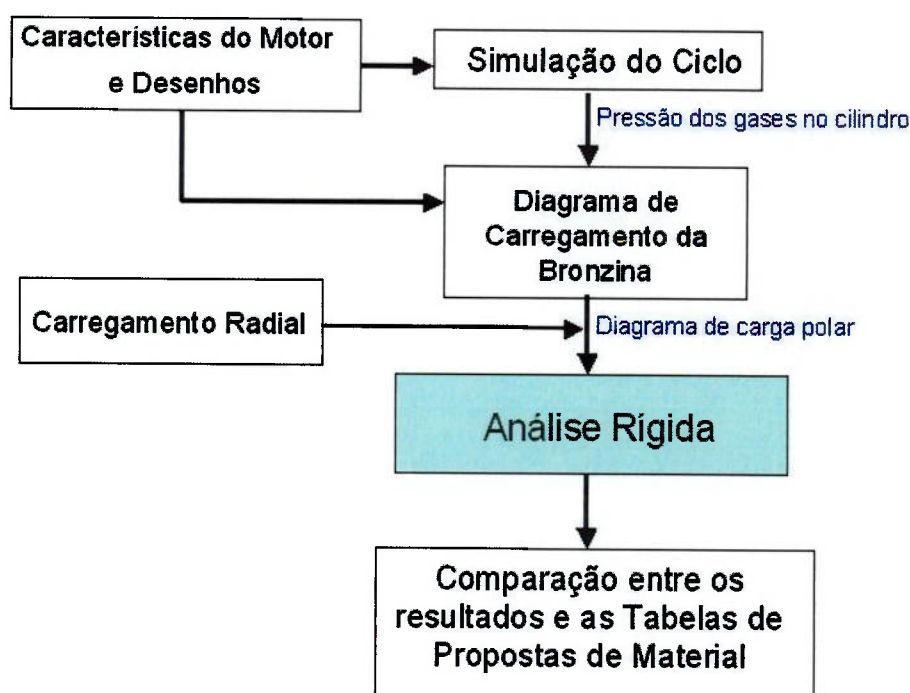 Características do Motor
e Desenhos
Simulação do Ciclo
Pressão dos gases no cilindro
Diagrama de
Carregamento da
Bronzina
Carregamento Radial
Diagrama de carga polar
Análise Rígida
Comparação entre os
resultados e as Tabelas de
Propostas de Material